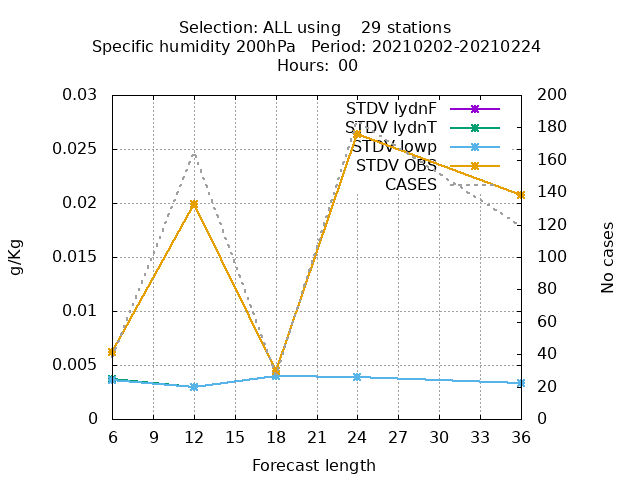 Selection: ALL using    29 stations
Specific humidity 200hPa   Period: 20210202-20210224
Hours: 00
0.03
0.025
0.02
0.015
0.01
0.005
0
g/Kg
STDV lydnF
STDV lydnT
STDV lowp
STDV OBS
CASES
200
180
160
140
120
100
80
60
40
20
0
No cases
6 9 12 15 18 21 24 27 30 33 36
Forecast length